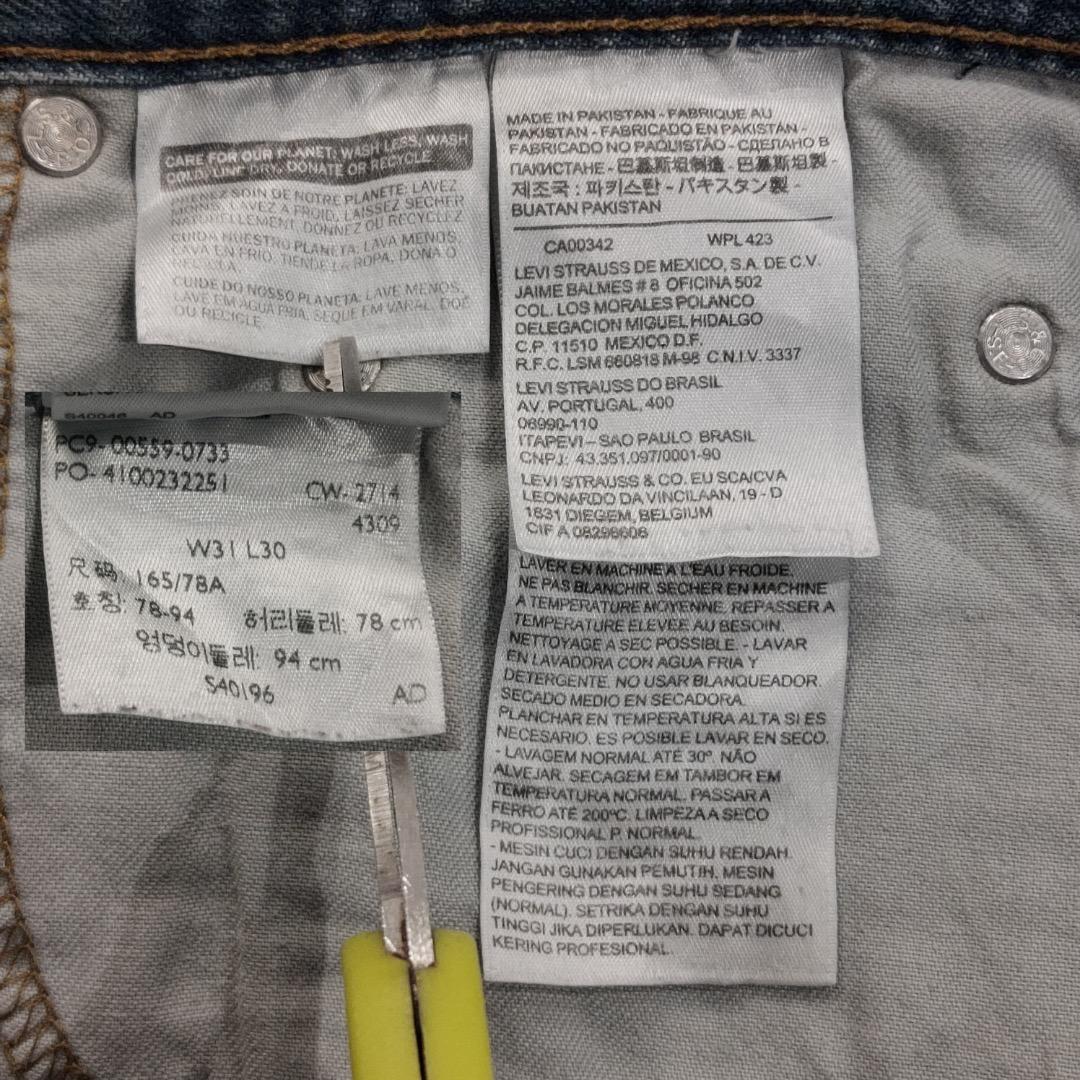 CARE FOR OUR PLANET: WASH LESS, WASH
COLD, LINE DRY, DONATE OR RECYCLE
PRENEZ SOIN DE NOTRE PLANETE: LAVEZ
MOINS, LAVEZ A FROID, LAISSEZ SECHER
NATURELLEMENT, DONNEZ OU RECYCLEZ
CUIDA NUESTRO PLANETA: LAVA MENOS,
LAVA EN FRIO, TIENDE LA ROPA, DONA O
RECICLA
CUIDE DO NOSSO PLANETA: LAVE MENOS,
LAVE EM AGUA FRIA, SEQUE EM VARAL, DOE
OU RECICLE
MADE IN PAKISTAN - FABRIQUE AU
PAKISTAN - FABRICADO EN PAKISTAN -
FABRICADO NO PAQUISTÃO - СДЕЛАНО В
ПАКИСТАНЕ - 巴基斯坦制造 - 巴基斯坦製 -
제조국 : 파키스탄 - パキスタン製 -
BUATAN PAKISTAN
CA00342 WPL 423
LEVI STRAUSS DE MEXICO, S.A. DE C.V.
JAIME BALMES # 8 OFICINA 502
COL. LOS MORALES POLANCO
DELEGACION MIGUEL HIDALGO
C.P. 11510 MEXICO D.F.
R.F.C. LSM 660818 M-98 C.N.I.V. 3337
LEVI STRAUSS DO BRASIL
AV. PORTUGAL, 400
06990-110
ITAPEVI – SAO PAULO BRASIL
CNPJ: 43.351.097/0001-90
LEVI STRAUSS & CO. EU SCA/CVA
LEONARDO DA VINCILAAN, 19 - D
1831 DIEGEM, BELGIUM
CIF A 08296606
S40046 AD
PC9- 00559-0733
PO- 4100232251
CW- 2714
4309
W31 L30
尺码: 165/78A
호칭: 78-94 허리둘레: 78 cm
엉덩이둘레: 94 cm
S40196 AD
LAVER EN MACHINE A L'EAU FROIDE.
NE PAS BLANCHIR. SECHER EN MACHINE
A TEMPERATURE MOYENNE. REPASSER A
TEMPERATURE ELEVEE AU BESOIN.
NETTOYAGE A SEC POSSIBLE. - LAVAR
EN LAVADORA CON AGUA FRIA Y
DETERGENTE. NO USAR BLANQUEADOR.
SECADO MEDIO EN SECADORA.
PLANCHAR EN TEMPERATURA ALTA SI ES
NECESARIO. ES POSIBLE LAVAR EN SECO.
- LAVAGEM NORMAL ATÉ 30º. NÃO
ALVEJAR. SECAGEM EM TAMBOR EM
TEMPERATURA NORMAL. PASSAR A
FERRO ATÉ 200ºC. LIMPEZA A SECO
PROFISSIONAL P. NORMAL.
- MESIN CUCI DENGAN SUHU RENDAH.
JANGAN GUNAKAN PEMUTIH. MESIN
PENGERING DENGAN SUHU SEDANG
(NORMAL). SETRIKA DENGAN SUHU
TINGGI JIKA DIPERLUKAN. DAPAT DICUCI
KERING PROFESIONAL.